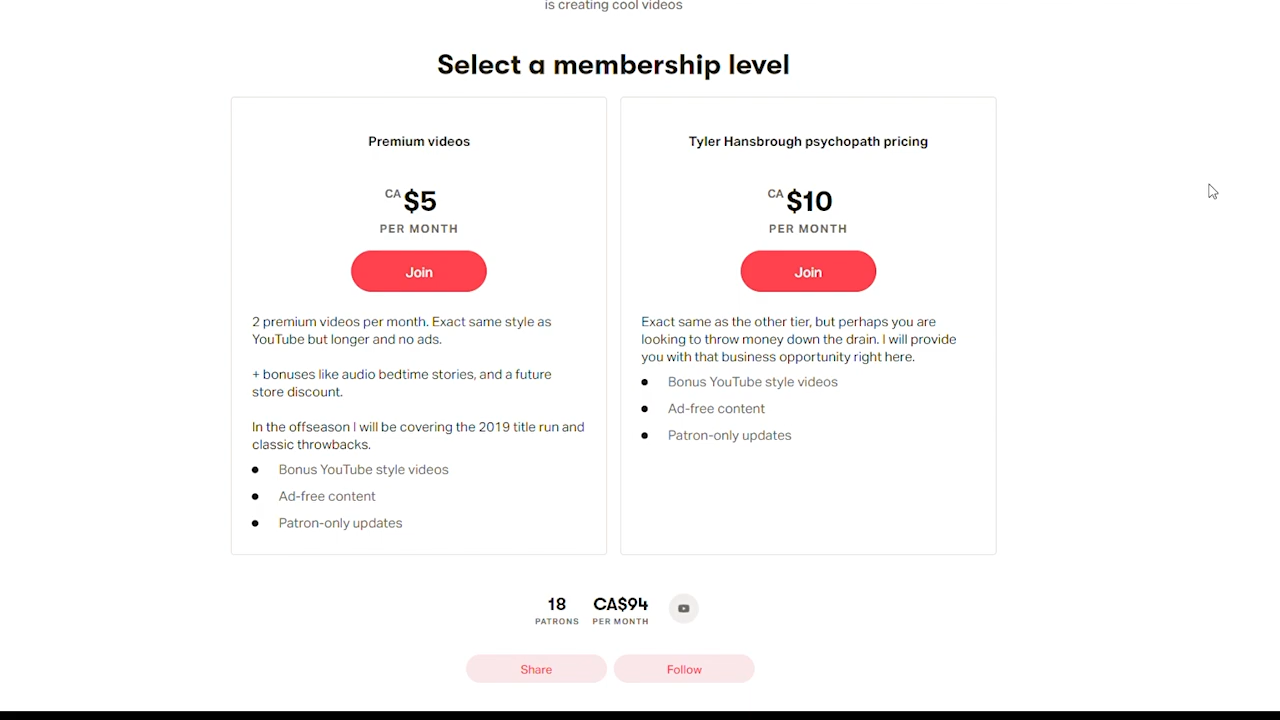 is creating cool videos
Select a membership level
Premium videos
CA $5
PER MONTH
Join
2 premium videos per month. Exact same style as
YouTube but longer and no ads.
+ bonuses like audio bedtime stories, and a future
store discount.
In the offseason I will be covering the 2019 title run and
classic throwbacks.
Bonus YouTube style videos
Ad-free content
Patron-only updates
Tyler Hansbrough psychopath pricing
CA $10
PER MONTH
Join
Exact same as the other tier, but perhaps you are
looking to throw money down the drain. I will provide
you with that business opportunity right here.
Bonus YouTube style videos
Ad-free content
Patron-only updates
18 CA$94
PATRONS PER MONTH
Share Follow